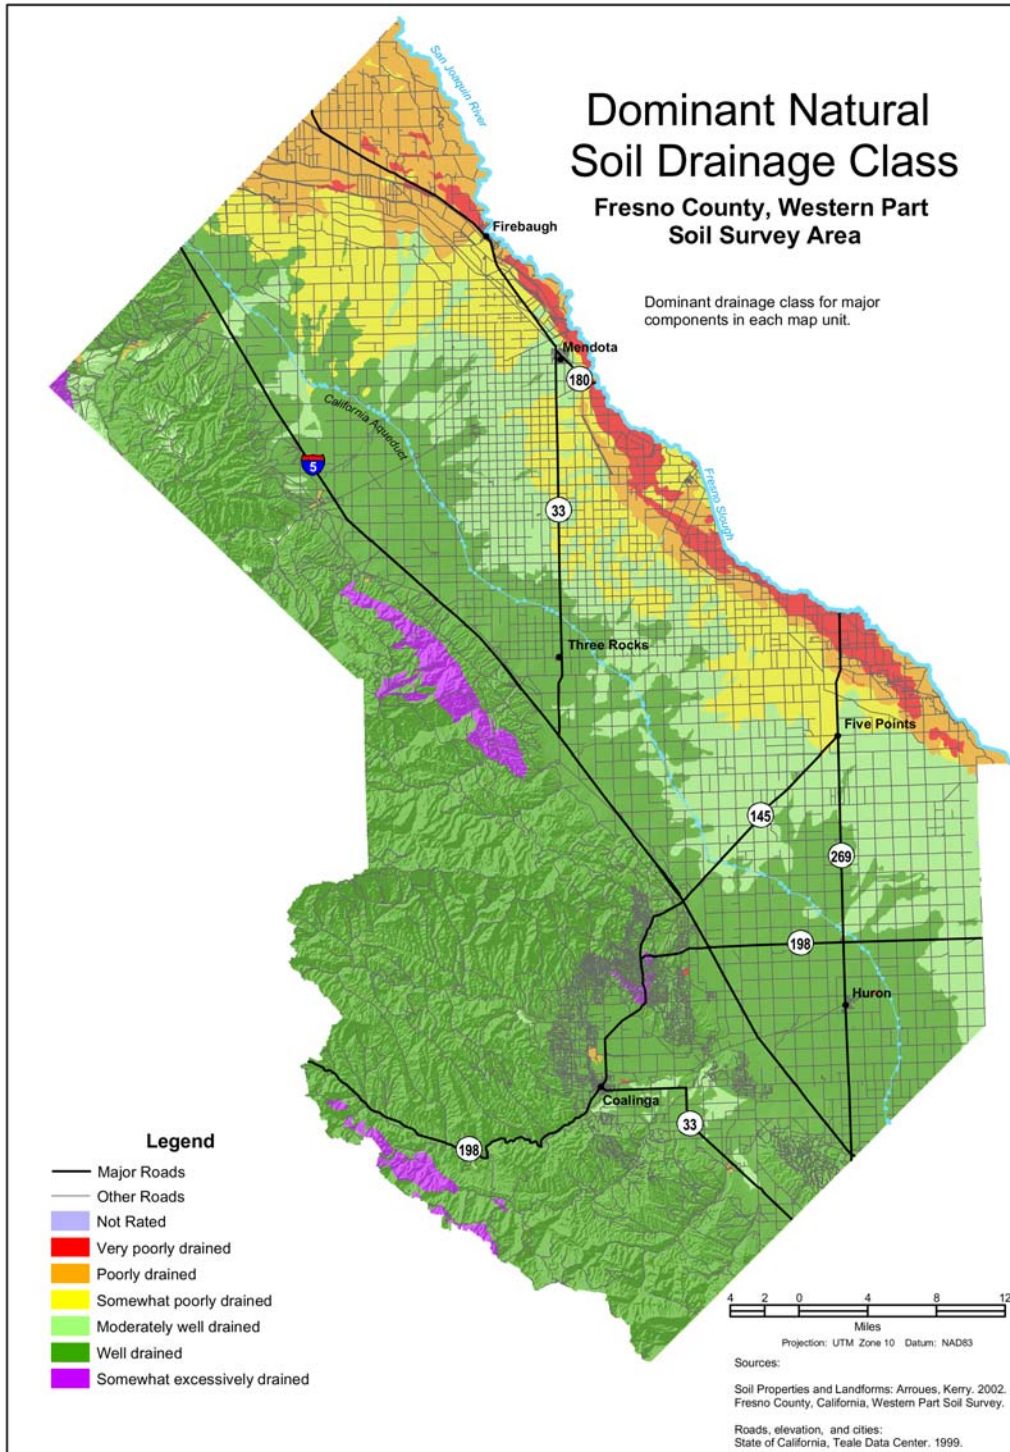 Dominant Natural
Soil Drainage Class
Fresno County, Western Part
Soil Survey Area
Dominant drainage class for major
components in each map unit.
San Joaquin River
Firebaugh
Mendota
180
California Aqueduct
5
33
Fresno Slough
Three Rocks
Five Points
145
269
198
Huron
Coalinga
33
198
Legend
Major Roads
Other Roads
Not Rated
Very poorly drained
Poorly drained
Somewhat poorly drained
Moderately well drained
Well drained
Somewhat excessively drained
4 2 0 4 8 12
Miles
Projection: UTM Zone 10 Datum: NAD83
Sources:
Soil Properties and Landforms: Arroues, Kerry. 2002.
Fresno County, California, Western Part Soil Survey.
Roads, elevation, and cities:
State of California, Teale Data Center. 1999.